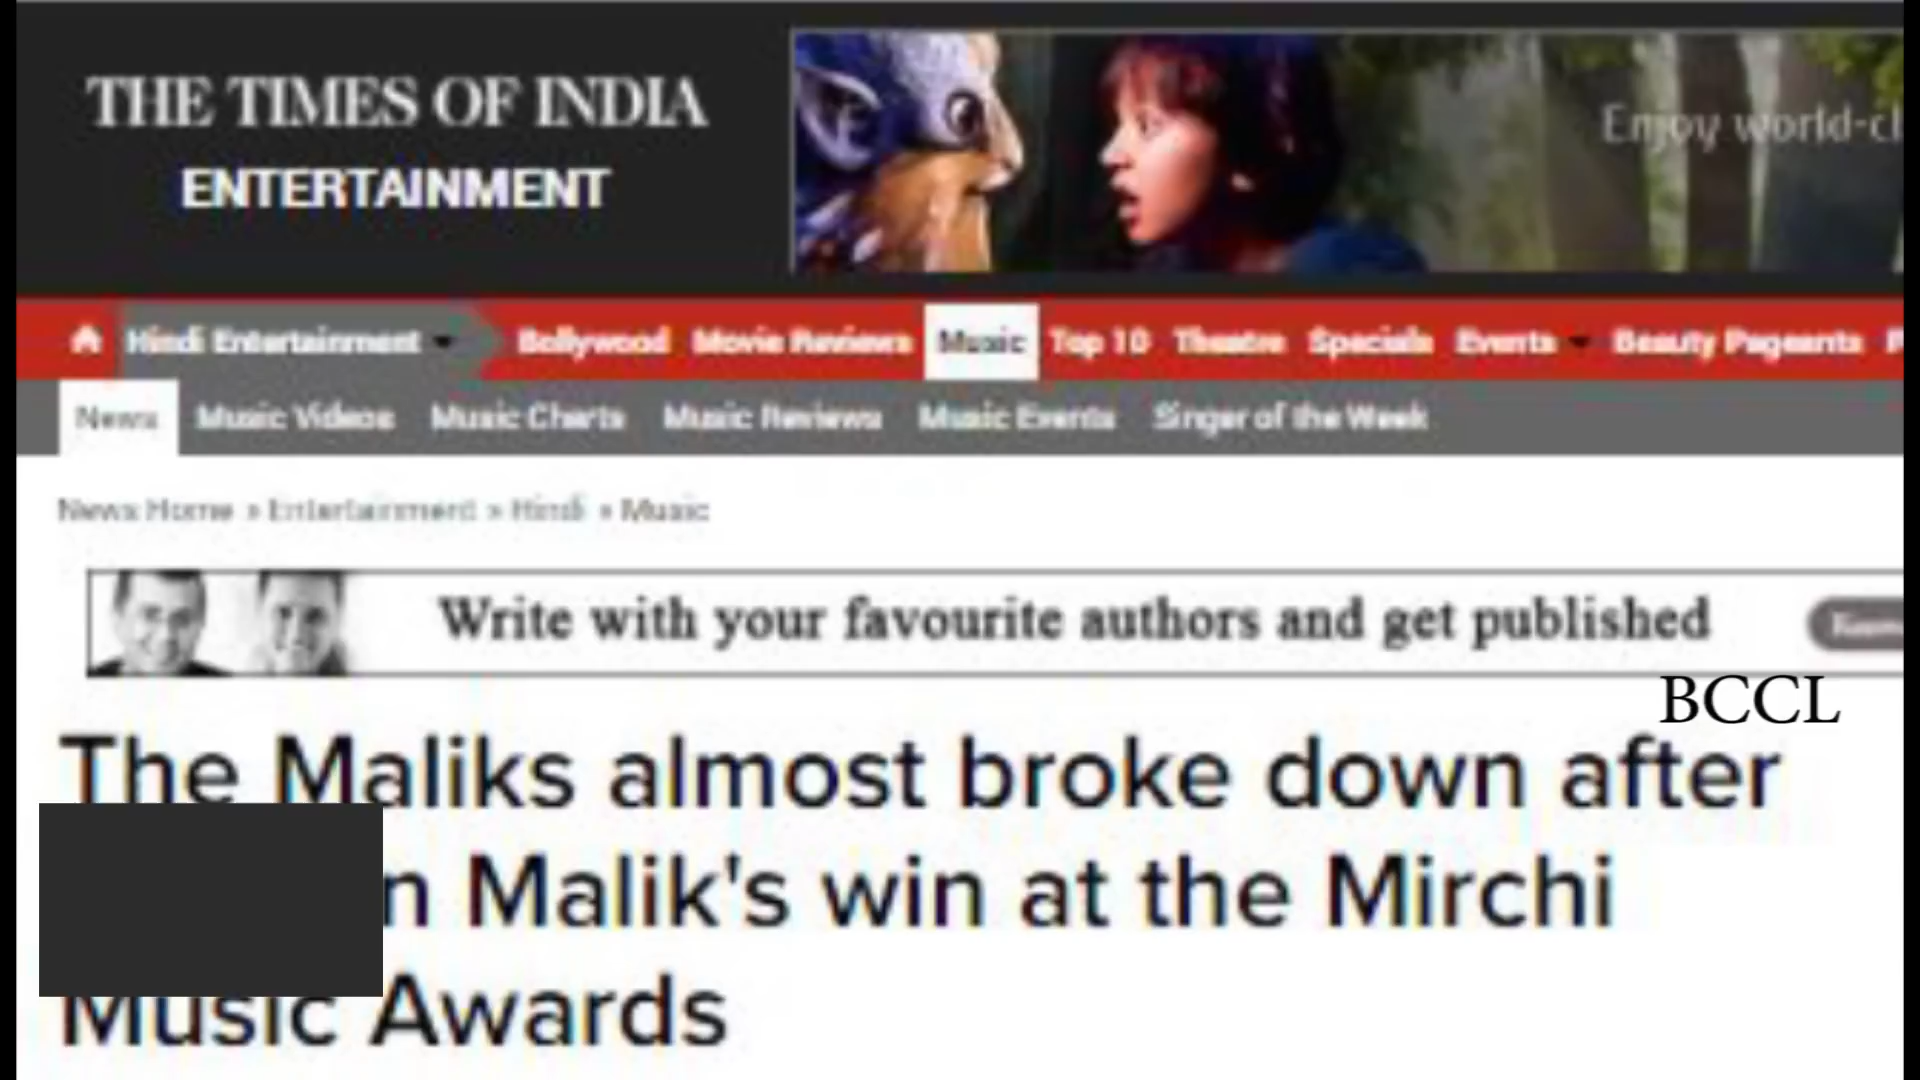 THE TIMES OF INDIA
ENTERTAINMENT
Enjoy world-cl
Hindi Entertainment Bollywood Movie Reviews Music Top 10 Theatre Specials Events Beauty Pageants P
News Music Videos Music Charts Music Reviews Music Events Singer of the Week
News Home » Entertainment » Hindi » Music
Write with your favourite authors and get published
BCCL
The Maliks almost broke down after
n Malik's win at the Mirchi
Music Awards